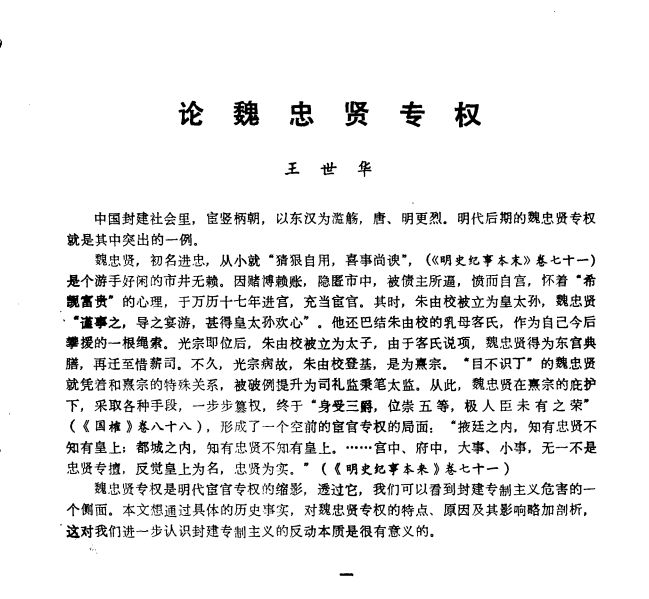 论魏忠贤专权
王世华
中国封建社会里，宦竖柄朝，以东汉为滥觞，唐、明更烈。明代后期的魏忠贤专权
就是其中突出的一例。
魏忠贤，初名进忠，从小就“猜狠自用，喜事尚谀”，（《明史纪事本末》卷七十一）
是个游手好闲的市井无赖。因赌博赖账，隐匿市中，被债主所逼，愤而自宫，怀着“希
觊富贵”的心理，于万历十七年进宫，充当宦官。其时，朱由校被立为皇太孙，魏忠贤
“谨事之，导之宴游，甚得皇太孙欢心”。他还巴结朱由校的乳母客氏，作为自己今后
攀援的一根绳索。光宗即位后，朱由校被立为太子，由于客氏说项，魏忠贤得为东宫典
膳，再迁至惜薪司。不久，光宗病故，朱由校登基，是为熹宗。“目不识丁”的魏忠贤
就凭着和熹宗的特殊关系，被破例提升为司礼监秉笔太监。从此，魏忠贤在熹宗的庇护
下，采取各种手段，一步步篡权，终于“身受三爵，位崇五等，极人臣未有之荣”
（《国榷》卷八十八），形成了一个空前的宦官专权的局面：“掖廷之内，知有忠贤不
知有皇上；都城之内，知有忠贤不知有皇上。……宫中、府中，大事、小事，无一不是
忠贤专擅，反觉皇上为名，忠贤为实。”（《明史纪事本末》卷七十一）
魏忠贤专权是明代宦官专权的缩影，透过它，我们可以看到封建专制主义危害的一
个侧面。本文想通过具体的历史事实，对魏忠贤专权的特点、原因及其影响略加剖析，
这对我们进一步认识封建专制主义的反动本质是很有意义的。
一